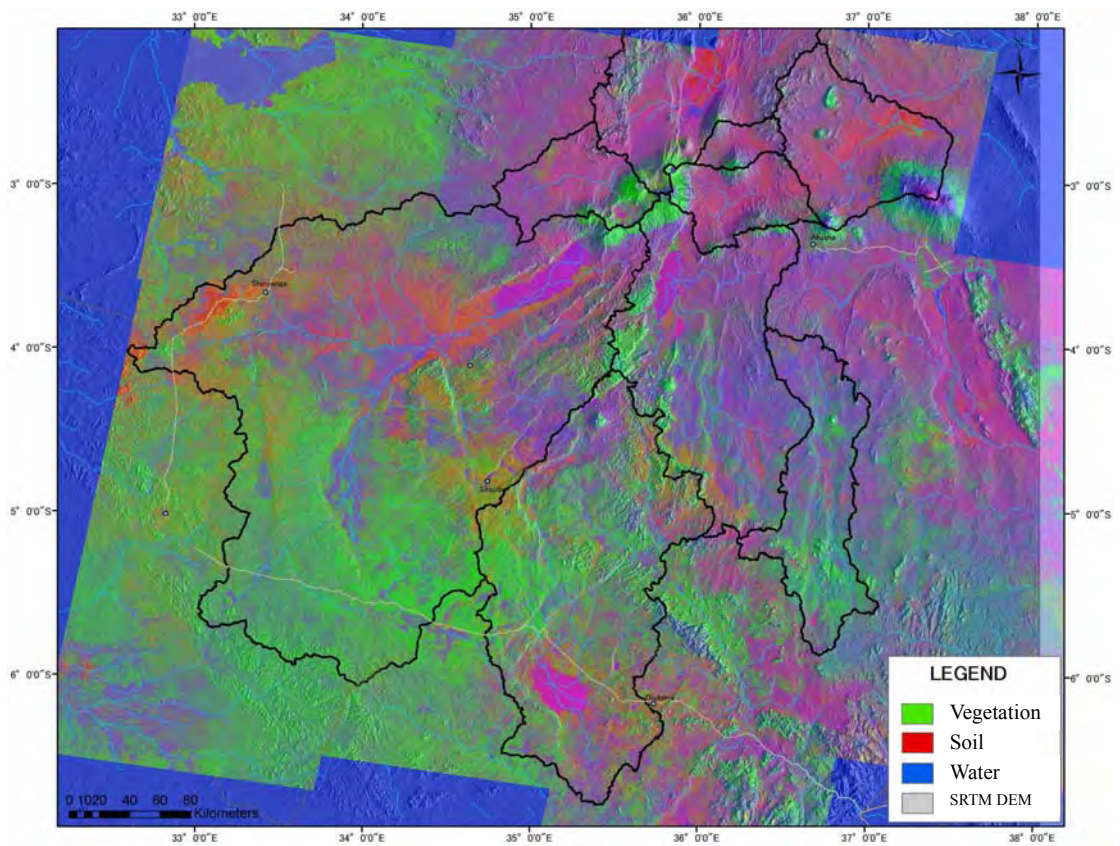 33° 0'0"E 34° 0'0"E 35° 0'0"E 36° 0'0"E 37° 0'0"E 38° 0'0"E
3° 0'0"S 3° 0'0"S
Arusha
Shinyanga
4° 0'0"S 4° 0'0"S
Singida
5° 0'0"S 5° 0'0"S
6° 0'0"S 6° 0'0"S
Dodoma
LEGEND
Vegetation
Soil
Water
SRTM DEM
0 10 20 40 60 80
Kilometers
33° 0'0"E 34° 0'0"E 35° 0'0"E 36° 0'0"E 37° 0'0"E 38° 0'0"E